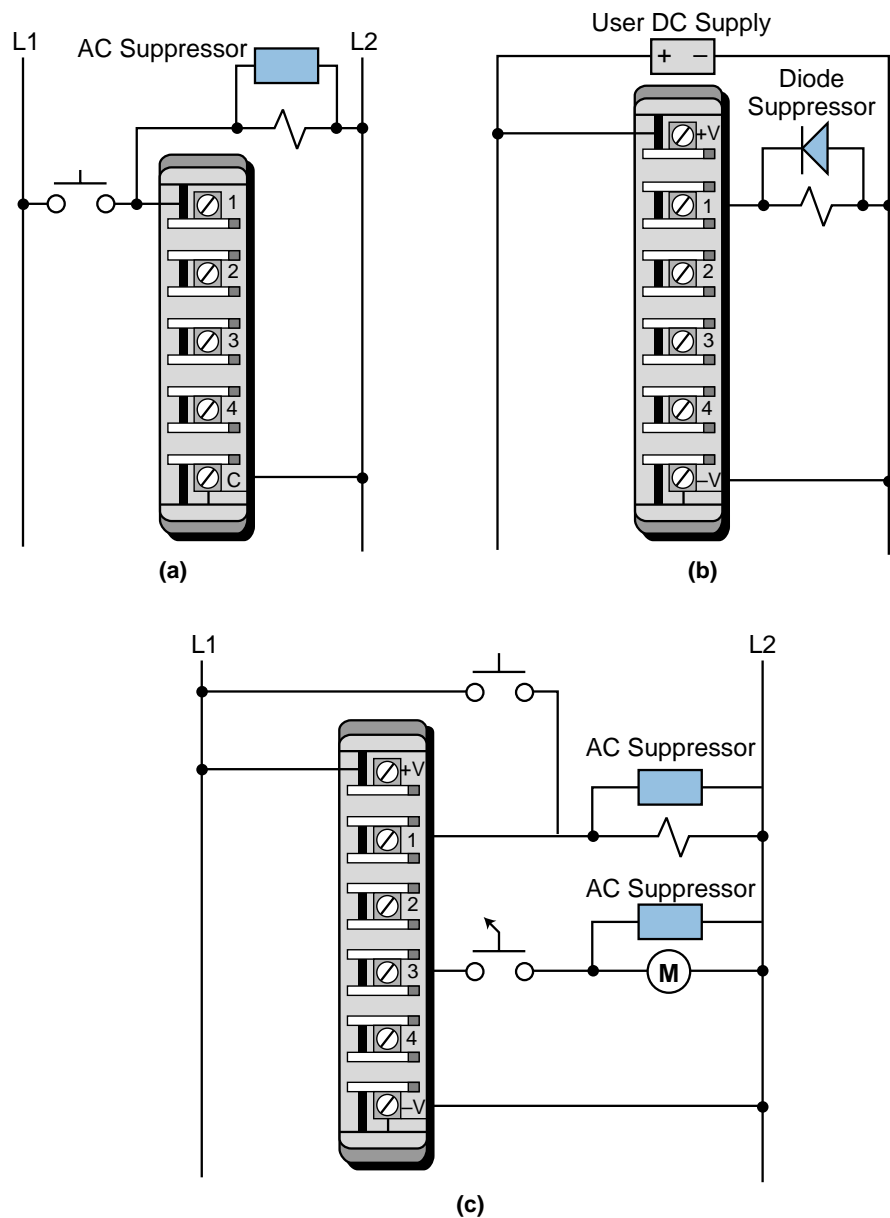 L1
AC Suppressor
L2
1
2
3
4
C
(a)
User DC Supply
+ –
Diode
Suppressor
+V
1
2
3
4
–V
(b)
L1
L2
AC Suppressor
+V
1
AC Suppressor
2
3
M
4
–V
(c)